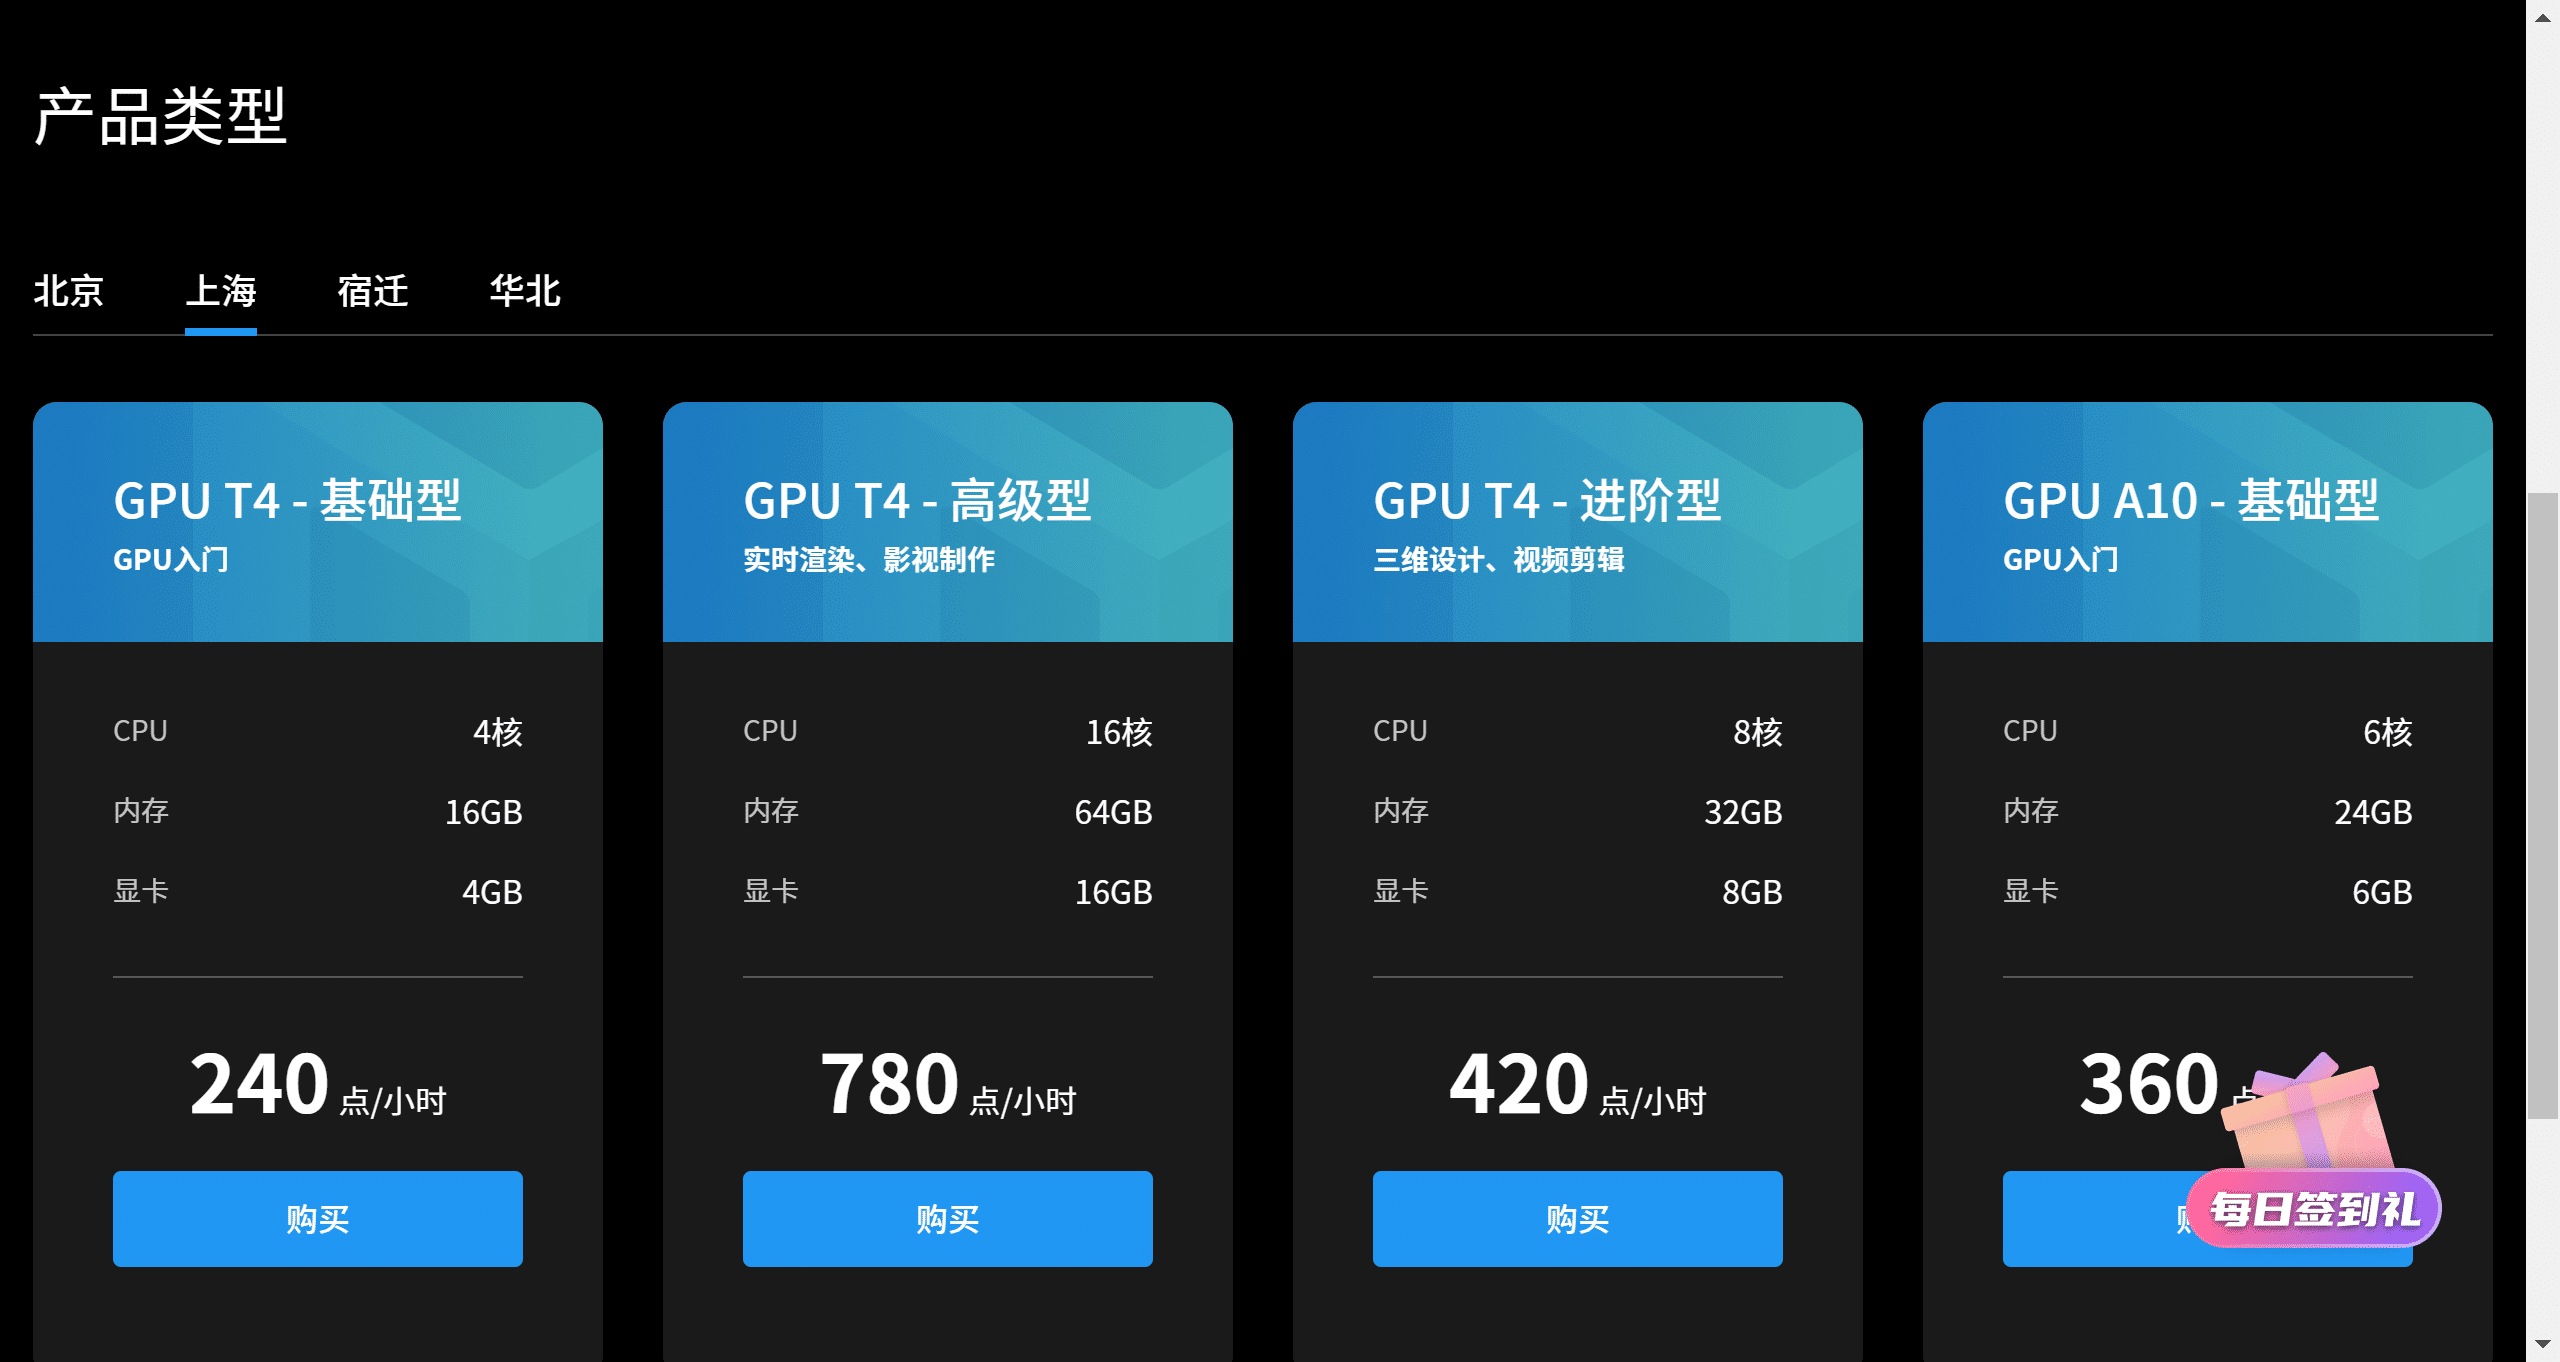 产品类型
北京 上海 宿迁 华北
GPU T4 - 基础型
GPU入门
CPU 4核
内存 16GB
显卡 4GB
240 点/小时
购买
GPU T4 - 高级型
实时渲染、影视制作
CPU 16核
内存 64GB
显卡 16GB
780 点/小时
购买
GPU T4 - 进阶型
三维设计、视频剪辑
CPU 8核
内存 32GB
显卡 8GB
420 点/小时
购买
GPU A10 - 基础型
GPU入门
CPU 6核
内存 24GB
显卡 6GB
360
每日签到礼